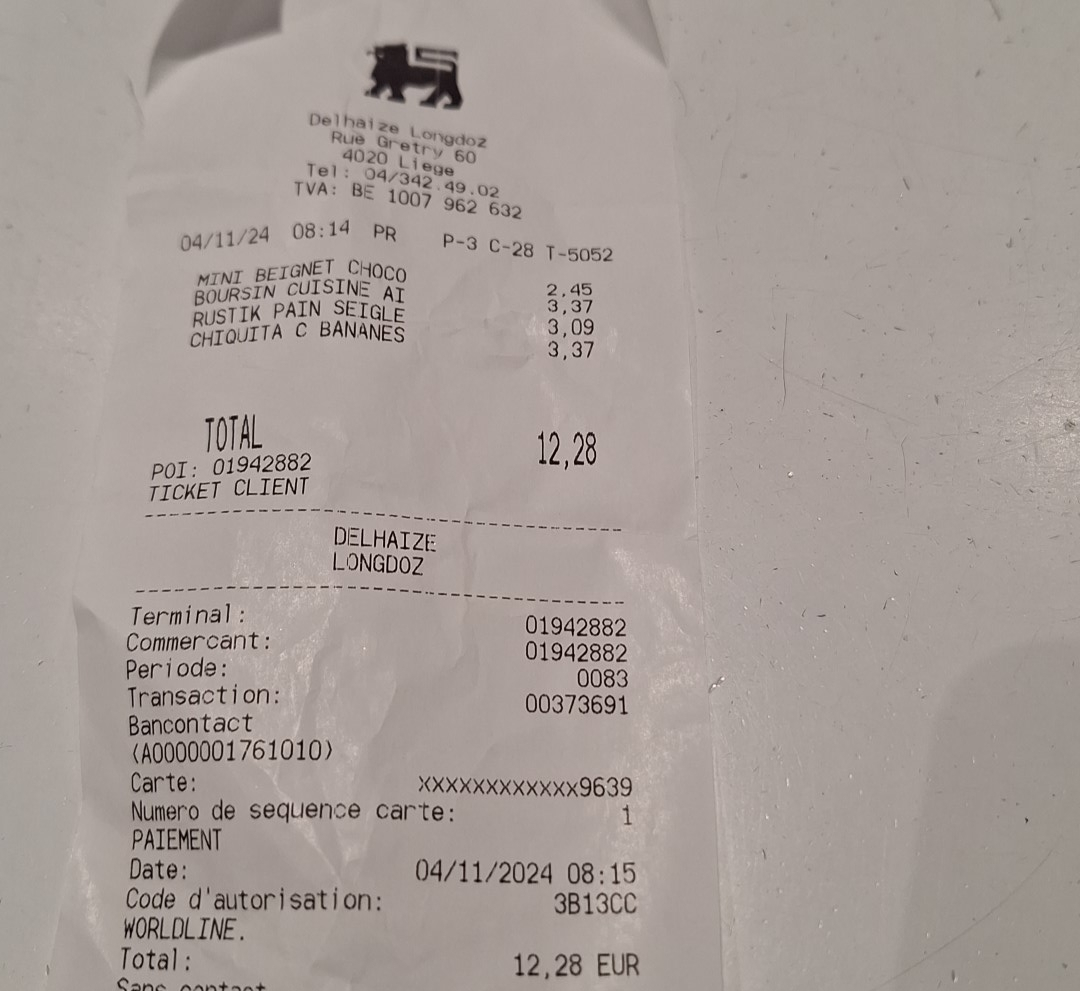 Delhaize Longdoz
Rue Gretry 60
4020 Liege
Tel: 04/342.49.02
TVA: BE 1007 962 632
04/11/24 08:14 PR P-3 C-28 T-5052
MINI BEIGNET CHOCO 2,45
BOURSIN CUISINE AI 3,37
RUSTIK PAIN SEIGLE 3,09
CHIQUITA C BANANES 3,37
TOTAL 12,28
POI: 01942882
TICKET CLIENT
DELHAIZE
LONGDOZ
Terminal: 01942882
Commercant: 01942882
Periode: 0083
Transaction: 00373691
Bancontact
(A0000001761010)
Carte: xxxxxxxxxxxx9639
Numero de sequence carte: 1
PAIEMENT
Date: 04/11/2024 08:15
Code d'autorisation: 3B13CC
WORLDLINE.
Total: 12,28 EUR
Sans contact